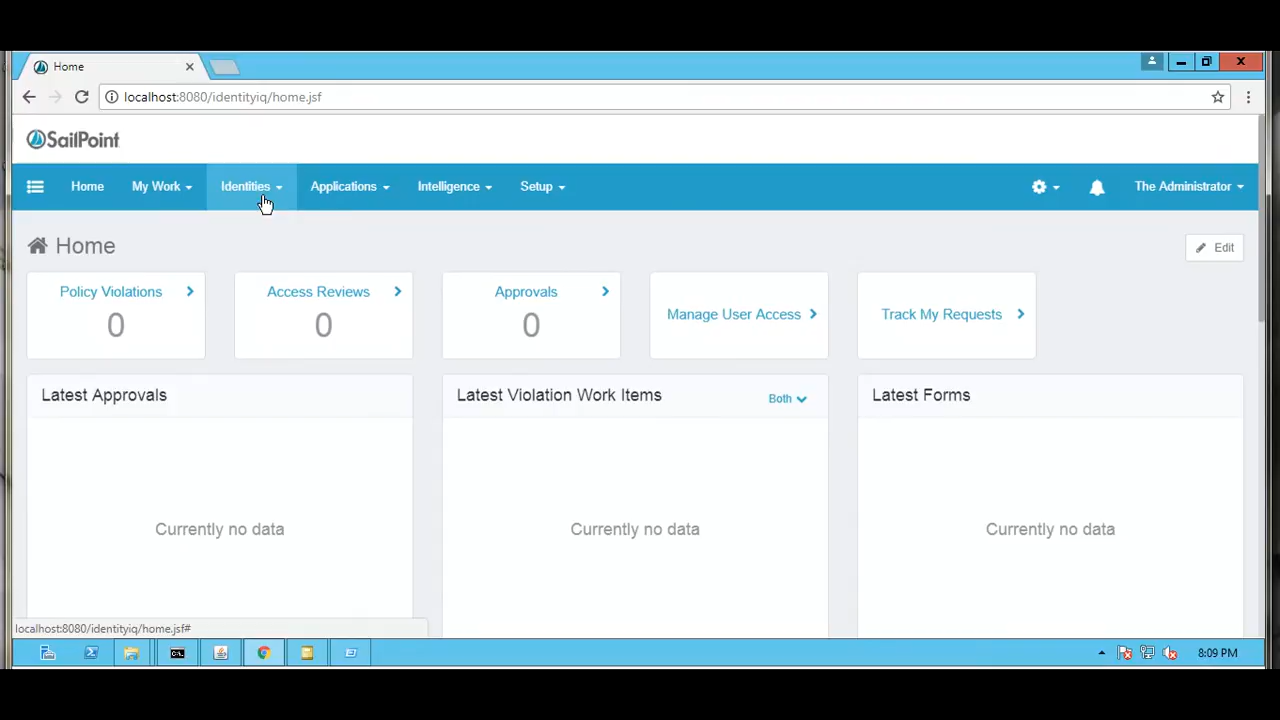 Home
localhost:8080/identityiq/home.jsf
SailPoint
Home My Work Identities Applications Intelligence Setup The Administrator
Home
Edit
Policy Violations
0
Access Reviews
0
Approvals
0
Manage User Access
Track My Requests
Latest Approvals
Currently no data
Latest Violation Work Items
Both
Currently no data
Latest Forms
Currently no data
localhost:8080/identityiq/home.jsf#
8:09 PM